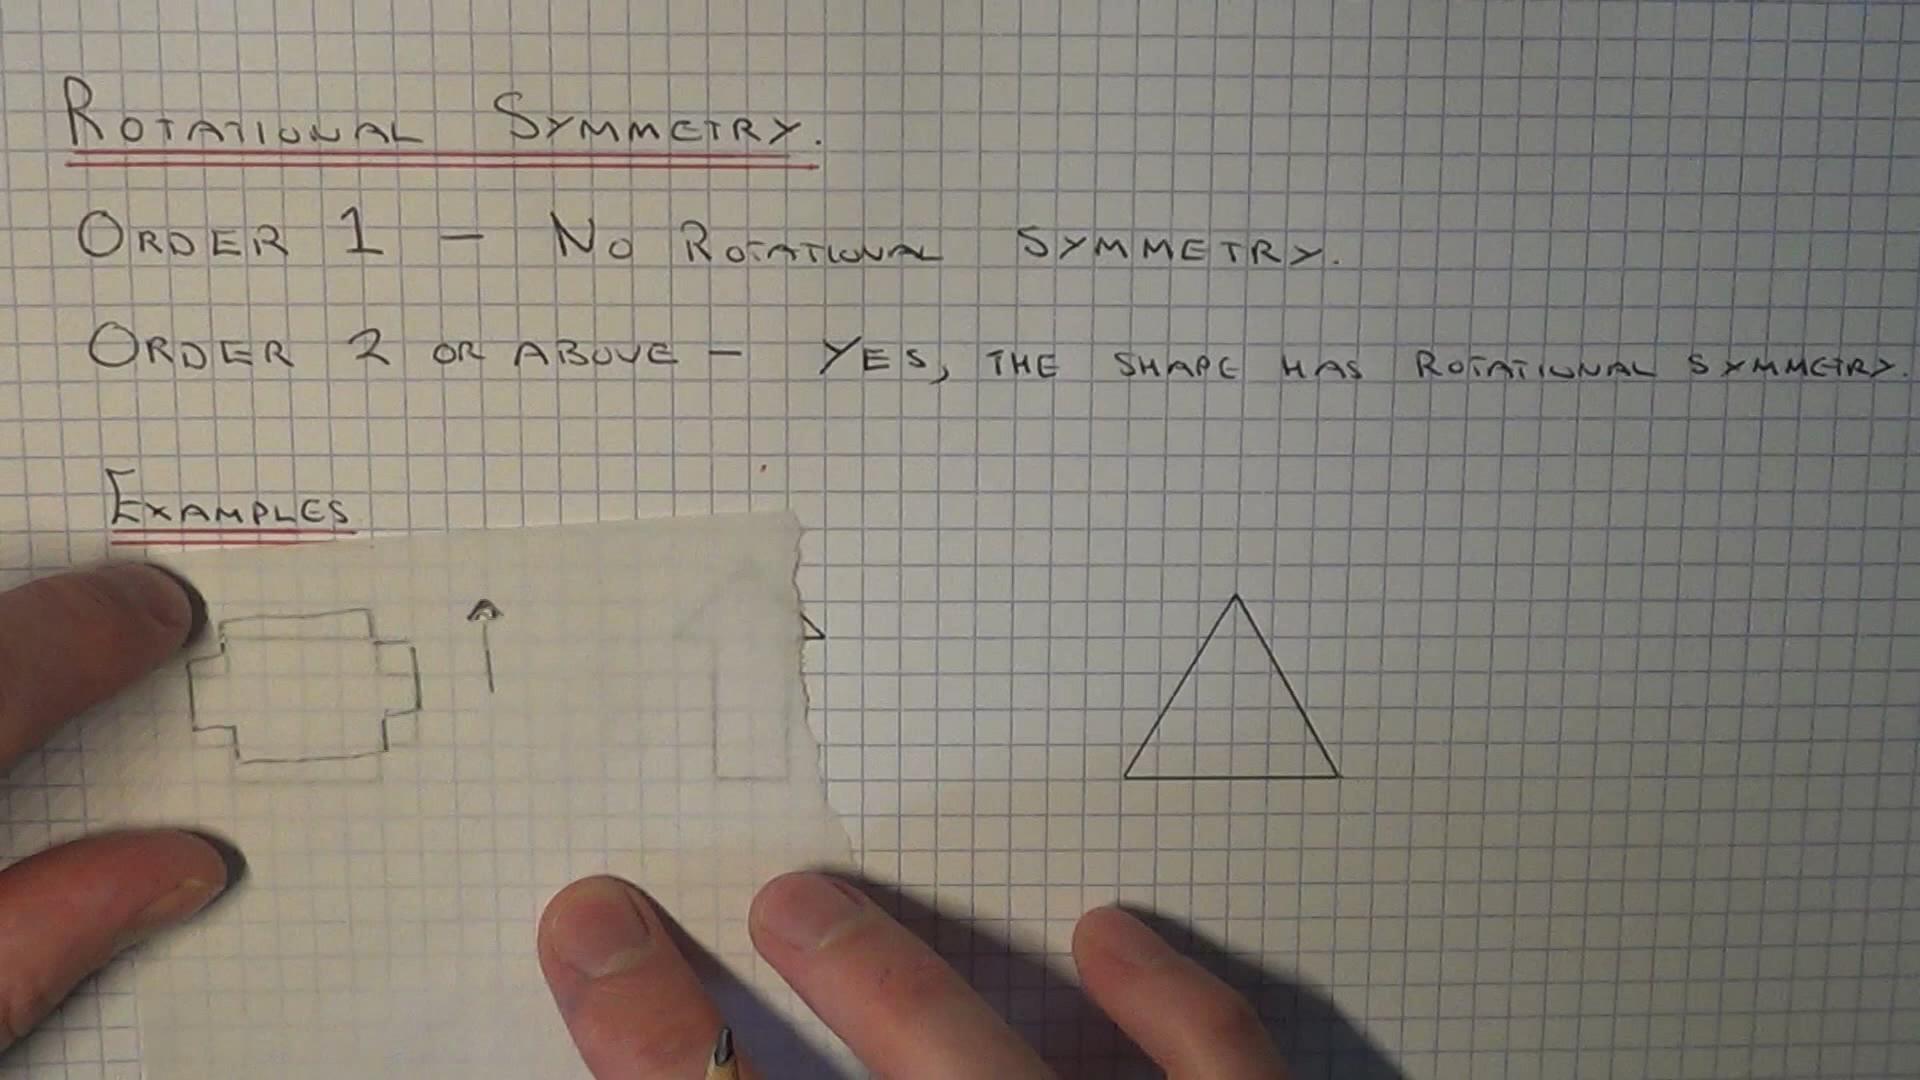 ROTATIONAL SYMMETRY.
ORDER 1 - NO ROTATIONAL SYMMETRY.
ORDER 2 OR ABOVE - YES, THE SHAPE HAS ROTATIONAL SYMMETRY.
EXAMPLES